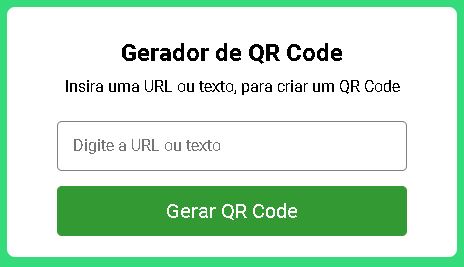 Gerador de QR Code
Insira uma URL ou texto, para criar um QR Code
Digite a URL ou texto
Gerar QR Code